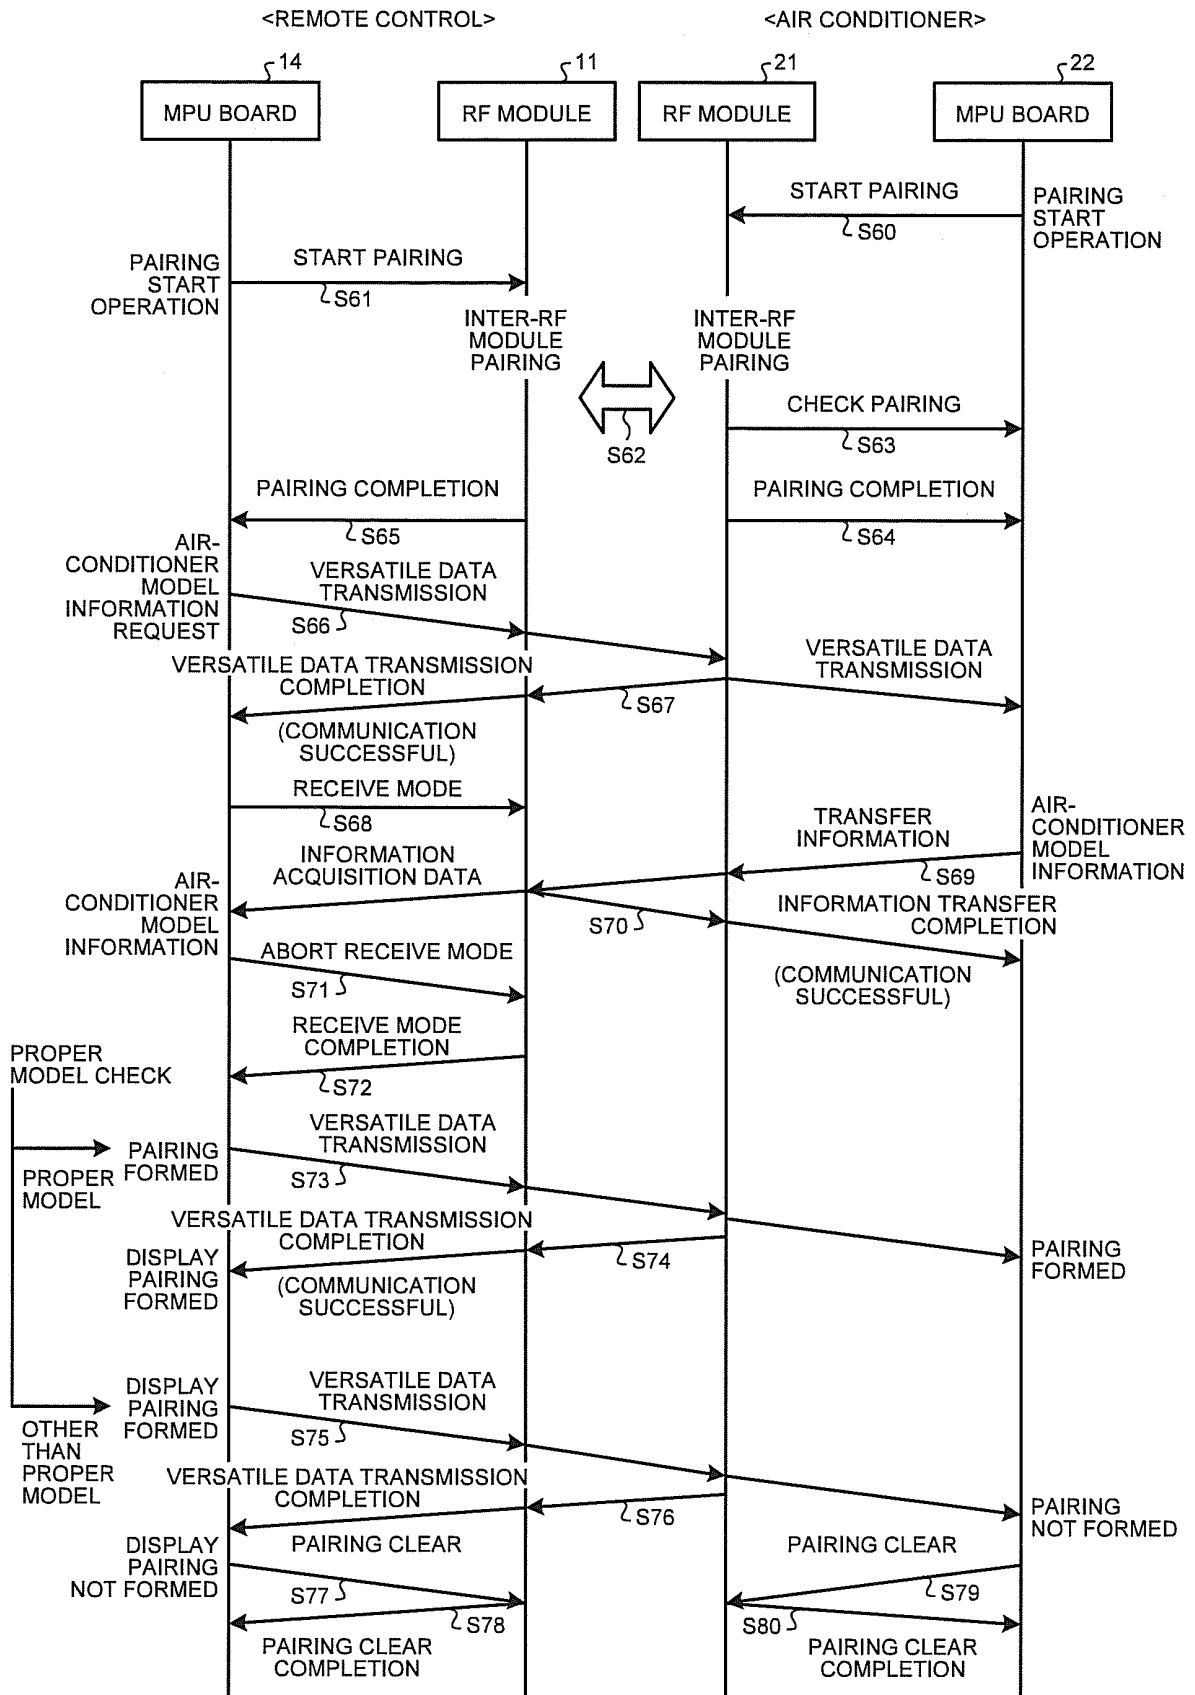 <REMOTE CONTROL>
<AIR CONDITIONER>
14
11
21
22
MPU BOARD
RF MODULE
RF MODULE
MPU BOARD
START PAIRING
S60
PAIRING
START
OPERATION
PAIRING
START
OPERATION
START PAIRING
S61
INTER-RF
MODULE
PAIRING
INTER-RF
MODULE
PAIRING
S62
CHECK PAIRING
S63
PAIRING COMPLETION
S65
PAIRING COMPLETION
S64
AIR-
CONDITIONER
MODEL
INFORMATION
REQUEST
VERSATILE DATA
TRANSMISSION
S66
VERSATILE DATA
TRANSMISSION
VERSATILE DATA TRANSMISSION
COMPLETION
S67
(COMMUNICATION
SUCCESSFUL)
RECEIVE MODE
S68
TRANSFER
INFORMATION
S69
AIR-
CONDITIONER
MODEL
INFORMATION
INFORMATION
ACQUISITION DATA
AIR-
CONDITIONER
MODEL
INFORMATION
S70
INFORMATION TRANSFER
COMPLETION
(COMMUNICATION
SUCCESSFUL)
ABORT RECEIVE MODE
S71
RECEIVE MODE
COMPLETION
S72
PROPER
MODEL CHECK
PROPER
MODEL
PAIRING
FORMED
VERSATILE DATA
TRANSMISSION
S73
VERSATILE DATA TRANSMISSION
COMPLETION
S74
PAIRING
FORMED
DISPLAY
PAIRING
FORMED
(COMMUNICATION
SUCCESSFUL)
OTHER
THAN
PROPER
MODEL
DISPLAY
PAIRING
FORMED
VERSATILE DATA
TRANSMISSION
S75
VERSATILE DATA TRANSMISSION
COMPLETION
S76
PAIRING
NOT FORMED
DISPLAY
PAIRING
NOT FORMED
PAIRING CLEAR
S77
S78
PAIRING CLEAR
COMPLETION
PAIRING CLEAR
S79
S80
PAIRING CLEAR
COMPLETION